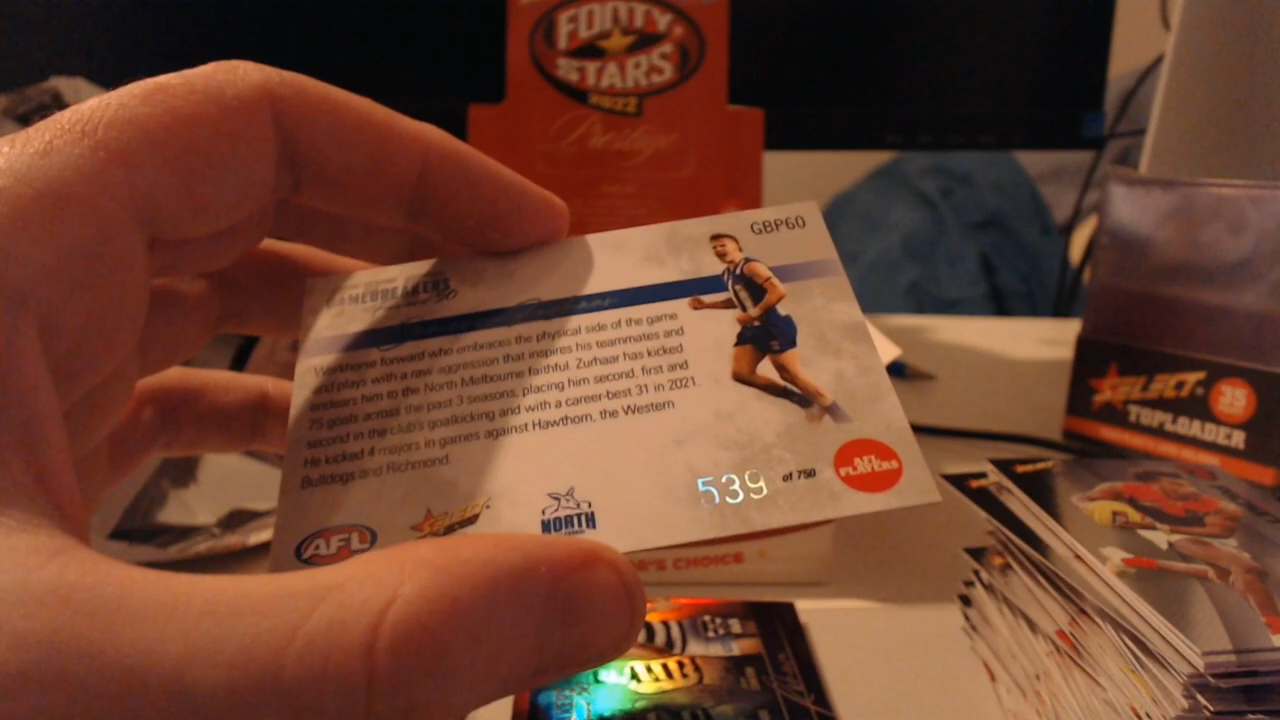 FOOTY
STARS
2022
Prestige
GBP60
GAMEBREAKERS
Workhorse forward who embraces the physical side of the game
and plays with a raw aggression that inspires his teammates and
endears him to the North Melbourne faithful. Zurhaar has kicked
75 goals across the past 3 seasons, placing him second, first and
second in the club's goalkicking and with a career-best 31 in 2021.
He kicked 4 majors in games against Hawthorn, the Western
Bulldogs and Richmond.
539 of 750
AFL
PLAYERS
AFL
SELECT
NORTH
R'S CHOICE
SELECT
35
TOPLOADER